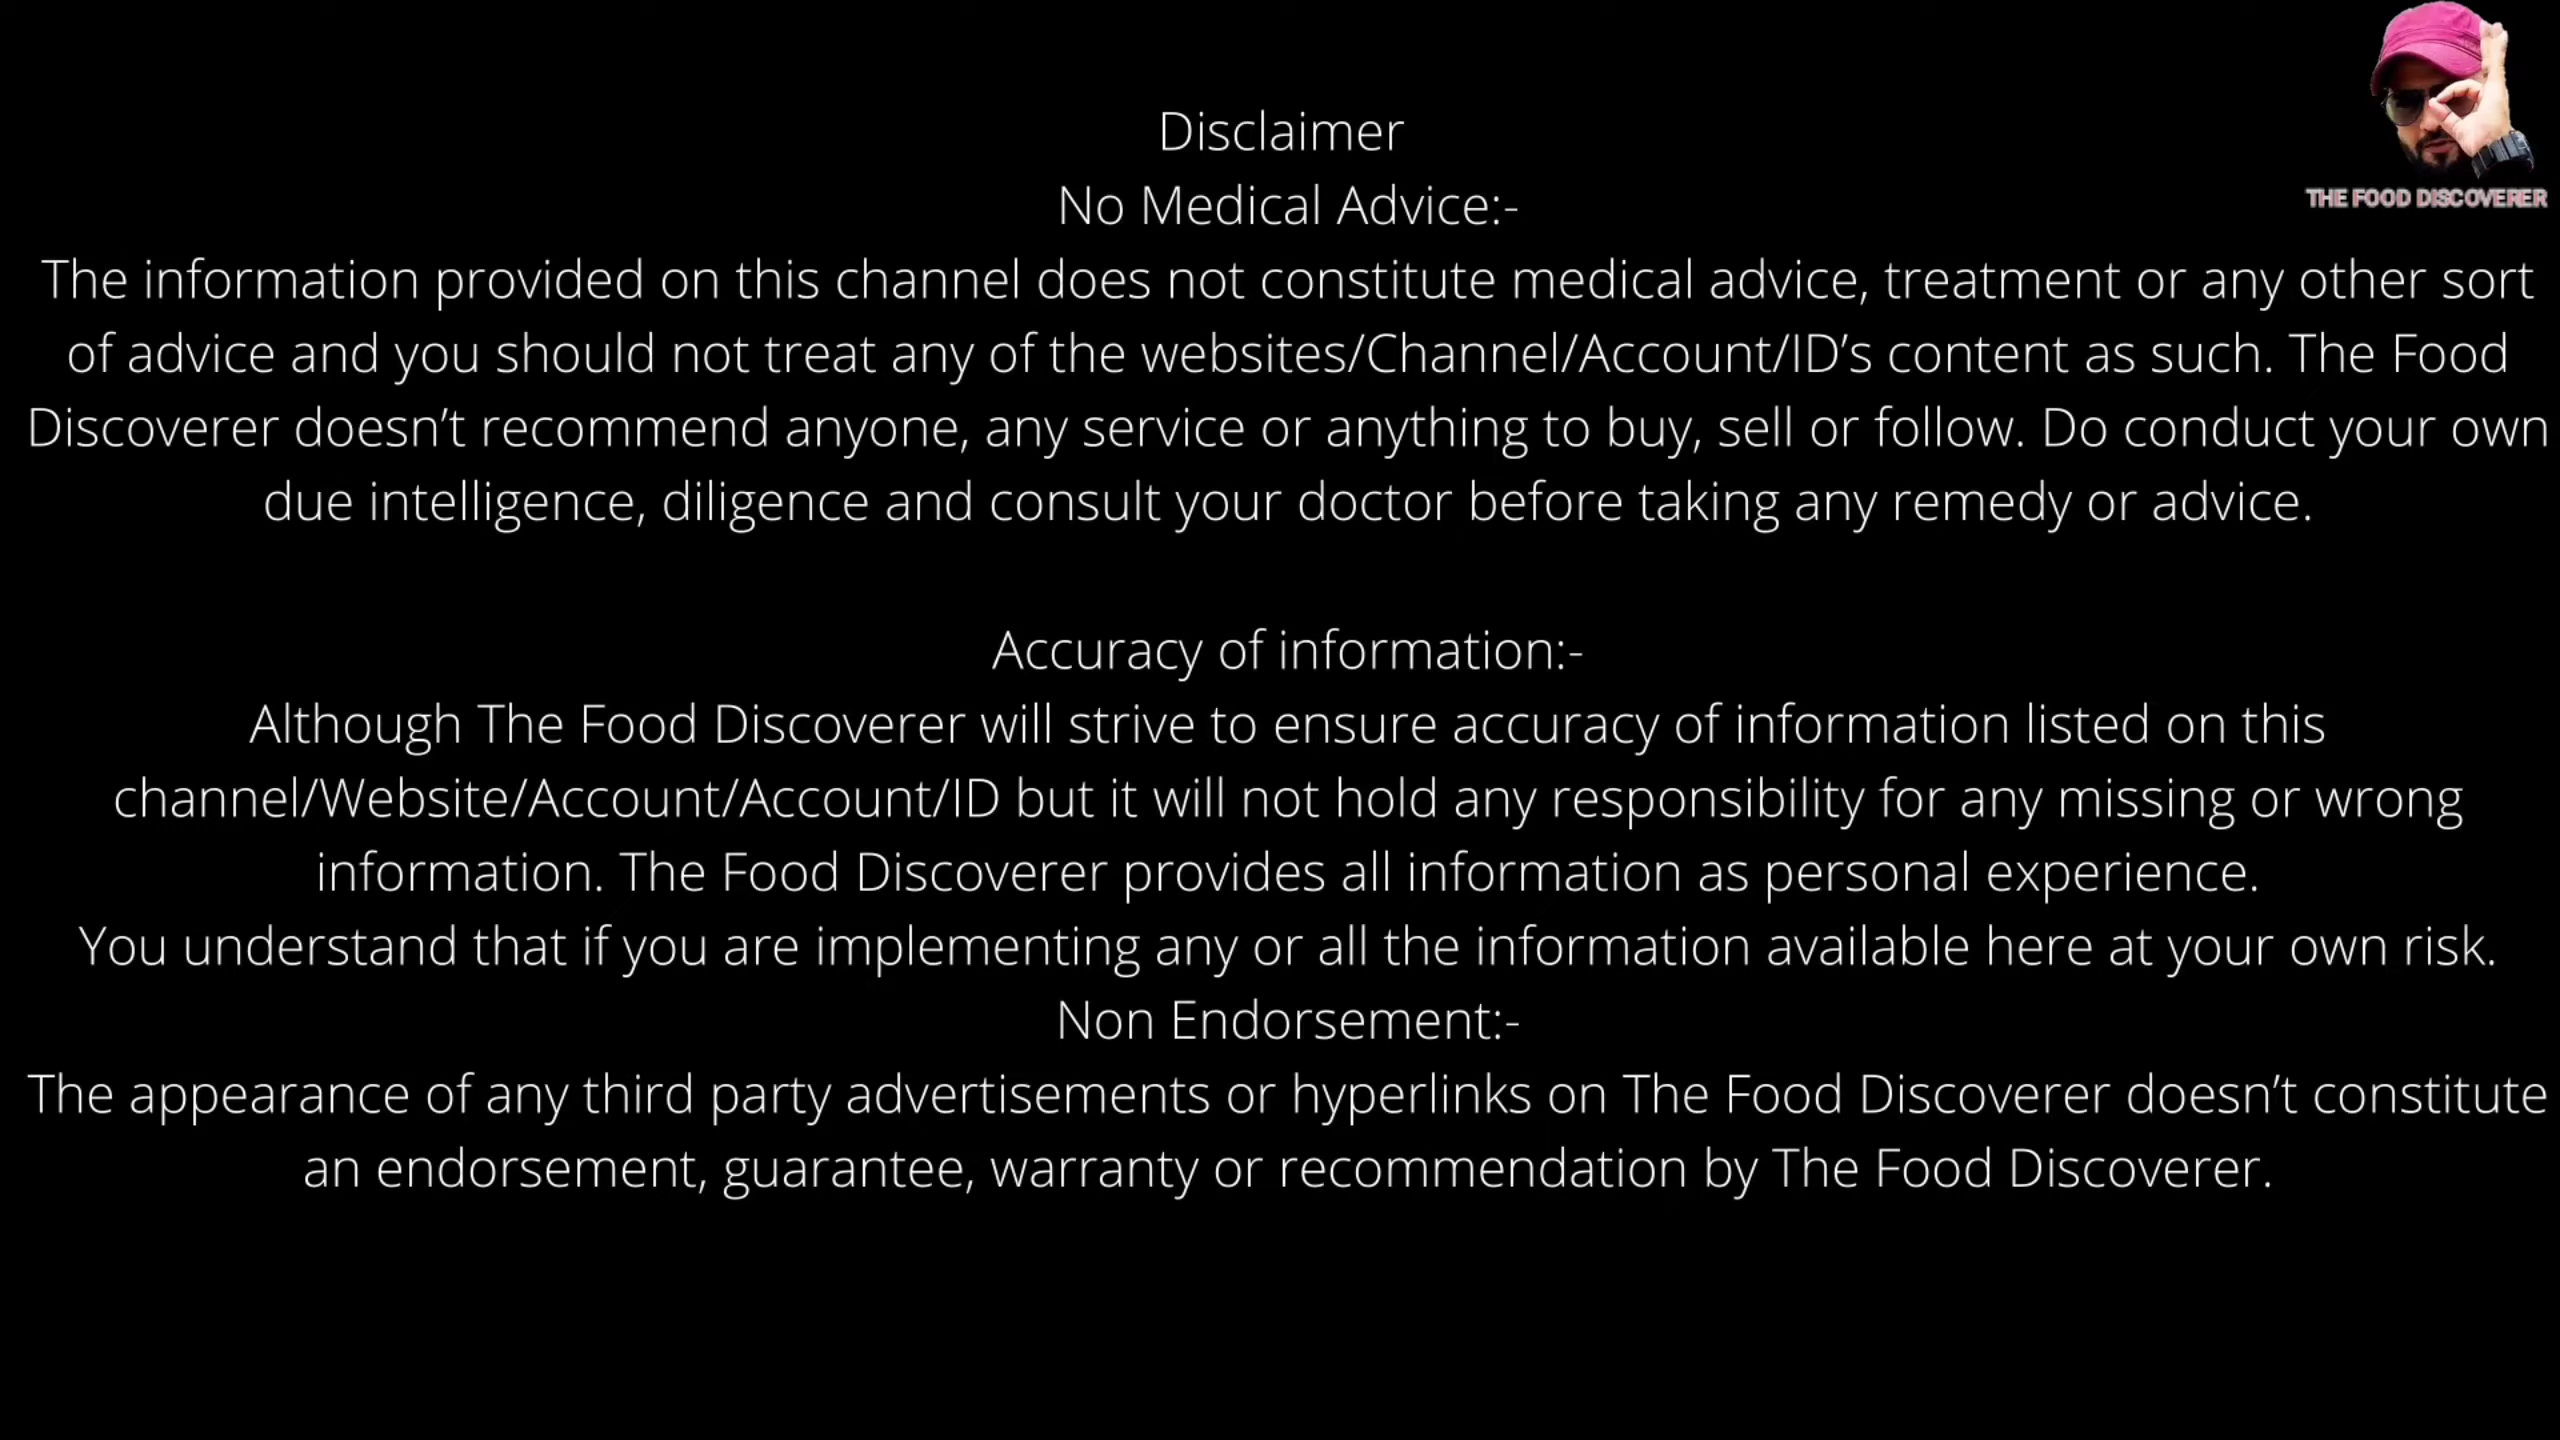 THE FOOD DISCOVERER
Disclaimer
No Medical Advice:-
The information provided on this channel does not constitute medical advice, treatment or any other sort
of advice and you should not treat any of the websites/Channel/Account/ID’s content as such. The Food
Discoverer doesn’t recommend anyone, any service or anything to buy, sell or follow. Do conduct your own
due intelligence, diligence and consult your doctor before taking any remedy or advice.
Accuracy of information:-
Although The Food Discoverer will strive to ensure accuracy of information listed on this
channel/Website/Account/Account/ID but it will not hold any responsibility for any missing or wrong
information. The Food Discoverer provides all information as personal experience.
You understand that if you are implementing any or all the information available here at your own risk.
Non Endorsement:-
The appearance of any third party advertisements or hyperlinks on The Food Discoverer doesn’t constitute
an endorsement, guarantee, warranty or recommendation by The Food Discoverer.